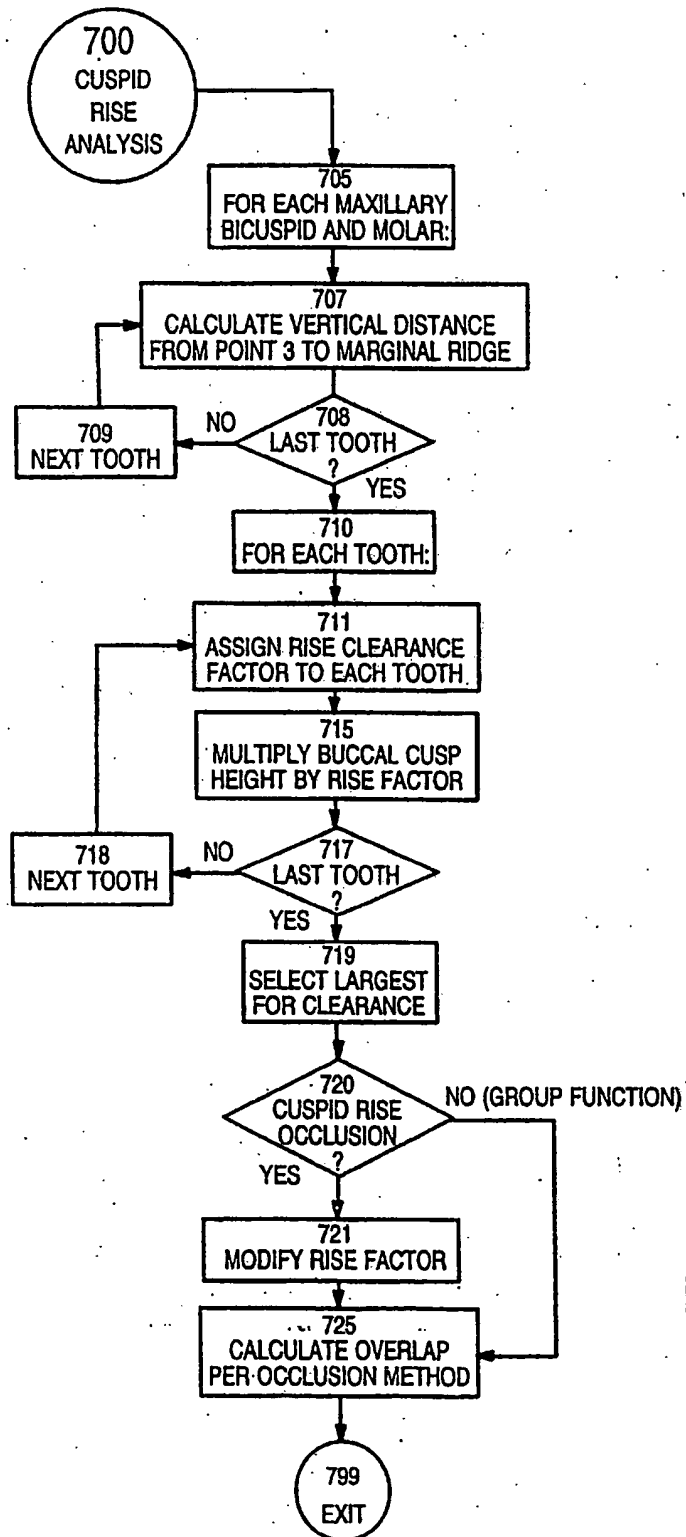 700
CUSPID
RISE
ANALYSIS
705
FOR EACH MAXILLARY
BICUSPID AND MOLAR:
707
CALCULATE VERTICAL DISTANCE
FROM POINT 3 TO MARGINAL RIDGE
708
LAST TOOTH
?
NO
709
NEXT TOOTH
YES
710
FOR EACH TOOTH:
711
ASSIGN RISE CLEARANCE
FACTOR TO EACH TOOTH
715
MULTIPLY BUCCAL CUSP
HEIGHT BY RISE FACTOR
717
LAST TOOTH
?
NO
718
NEXT TOOTH
YES
719
SELECT LARGEST
FOR CLEARANCE
720
CUSPID RISE
OCCLUSION
?
NO (GROUP FUNCTION)
YES
721
MODIFY RISE FACTOR
725
CALCULATE OVERLAP
PER OCCLUSION METHOD
799
EXIT